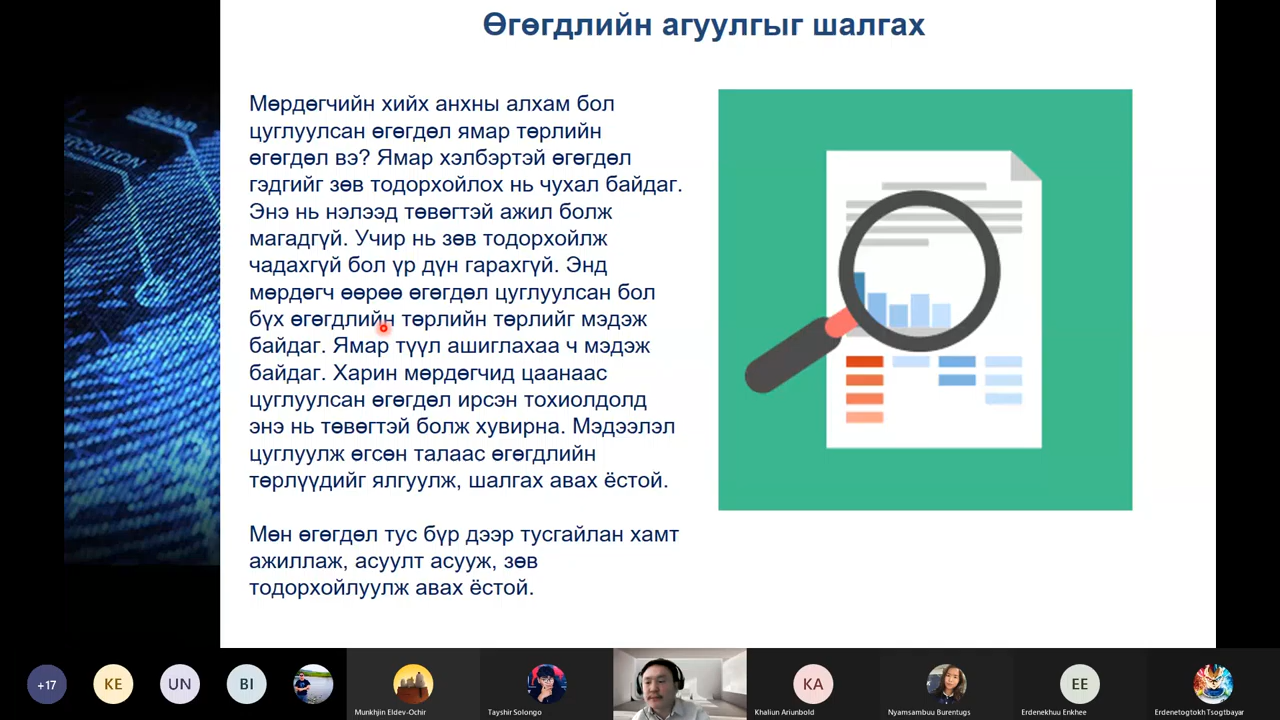 Өгөгдлийн агуулгыг шалгах
Мөрдөгчийн хийх анхны алхам бол
цуглуулсан өгөгдөл ямар төрлийн
өгөгдөл вэ? Ямар хэлбэртэй өгөгдөл
гэдгийг зөв тодорхойлох нь чухал байдаг.
Энэ нь нэлээд төвөгтэй ажил болж
магадгүй. Учир нь зөв тодорхойлж
чадахгүй бол үр дүн гарахгүй. Энд
мөрдөгч өөрөө өгөгдөл цуглуулсан бол
бүх өгөгдлийн төрлийн төрлийг мэдэж
байдаг. Ямар түүл ашиглахаа ч мэдэж
байдаг. Харин мөрдөгчид цаанаас
цуглуулсан өгөгдөл ирсэн тохиолдолд
энэ нь төвөгтэй болж хувирна. Мэдээлэл
цуглуулж өгсөн талаас өгөгдлийн
төрлүүдийг ялгуулж, шалгах авах ёстой.
Мөн өгөгдөл тус бүр дээр тусгайлан хамт
ажиллаж, асуулт асууж, зөв
тодорхойлуулж авах ёстой.
ISLAND
+17
KE
UN
BI
KA
EE
Munkhjin Eldev-Ochir
Tayshir Solongo
Khaliun Ariunbold
Nyamsambuu Burentugs
Erdenekhuu Enkhee
Erdenetogtokh Tsogtbayar